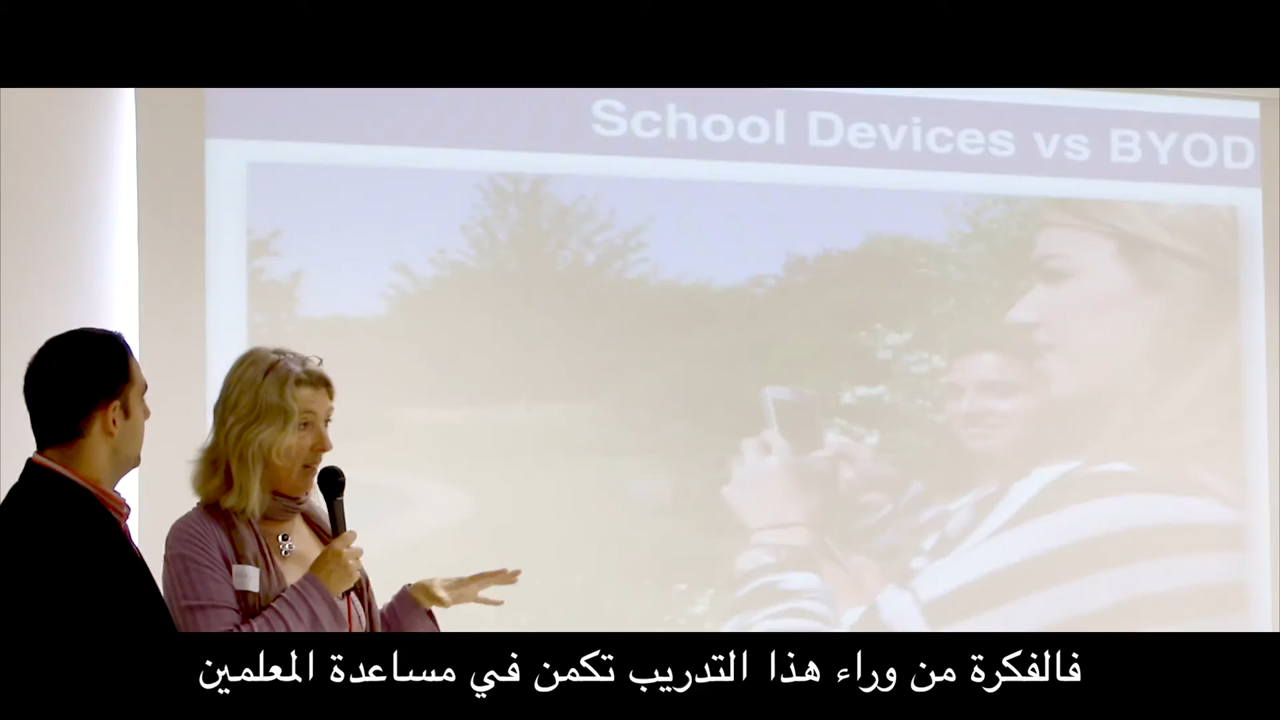 School Devices vs BYOD
فالفكرة من وراء هذا التدريب تكمن في مساعدة المعلمين